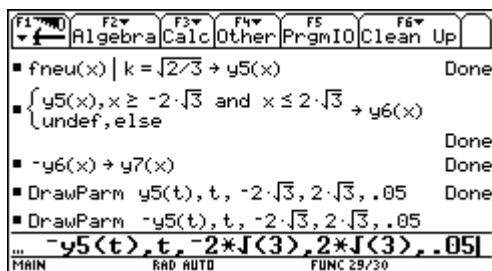 F1 F2 Algebra F3 Calc F4 Other F5 PrgmIO F6 Clean Up
▪ fneu(x) | k = √2/3 → y5(x) Done
▪ {y5(x),x ≥ -2·√3 and x ≤ 2·√3
undef,else → y6(x)
Done
▪ -y6(x) → y7(x) Done
▪ DrawParm y5(t),t,-2·√3,2·√3,.05 Done
▪ DrawParm -y5(t),t,-2·√3,2·√3,.05
… -y5(t),t,-2*√(3),2*√(3),.05
MAIN RAD AUTO FUNC 29/30